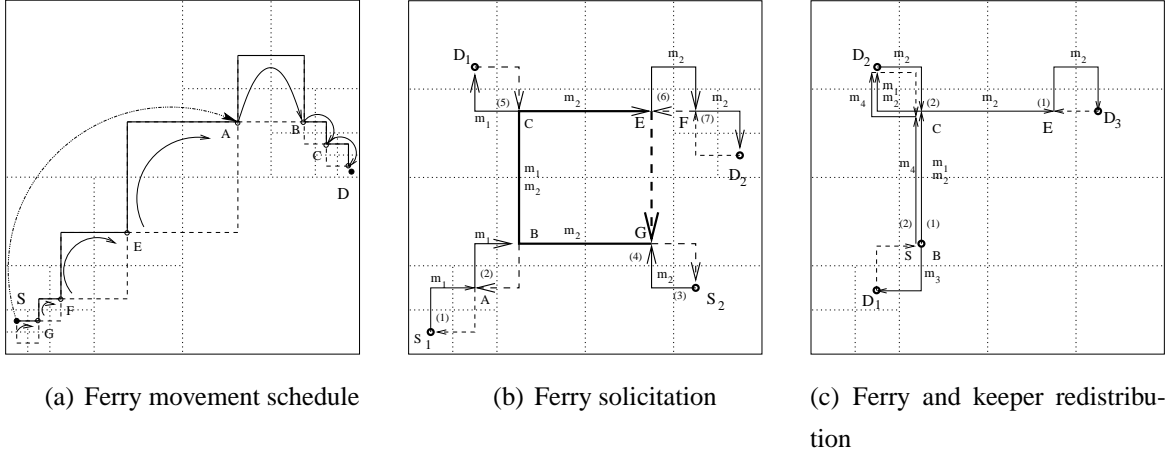 A
B
C
D
E
S
F
G
D1
m2
(5)
(6)
m1
m2
m2
C
E
F
(7)
D2
m1
m2
m1
B
m2
G
(4)
m2
(2)
m1
A
(3)
S2
(1)
S1
D2
m2
m1
m2
m4
(2)
m2
(1)
C
E
D3
m4
m1
m2
(2)
(1)
S
B
m3
D1
(a) Ferry movement schedule
(b) Ferry solicitation
(c) Ferry and keeper redistribu-
tion